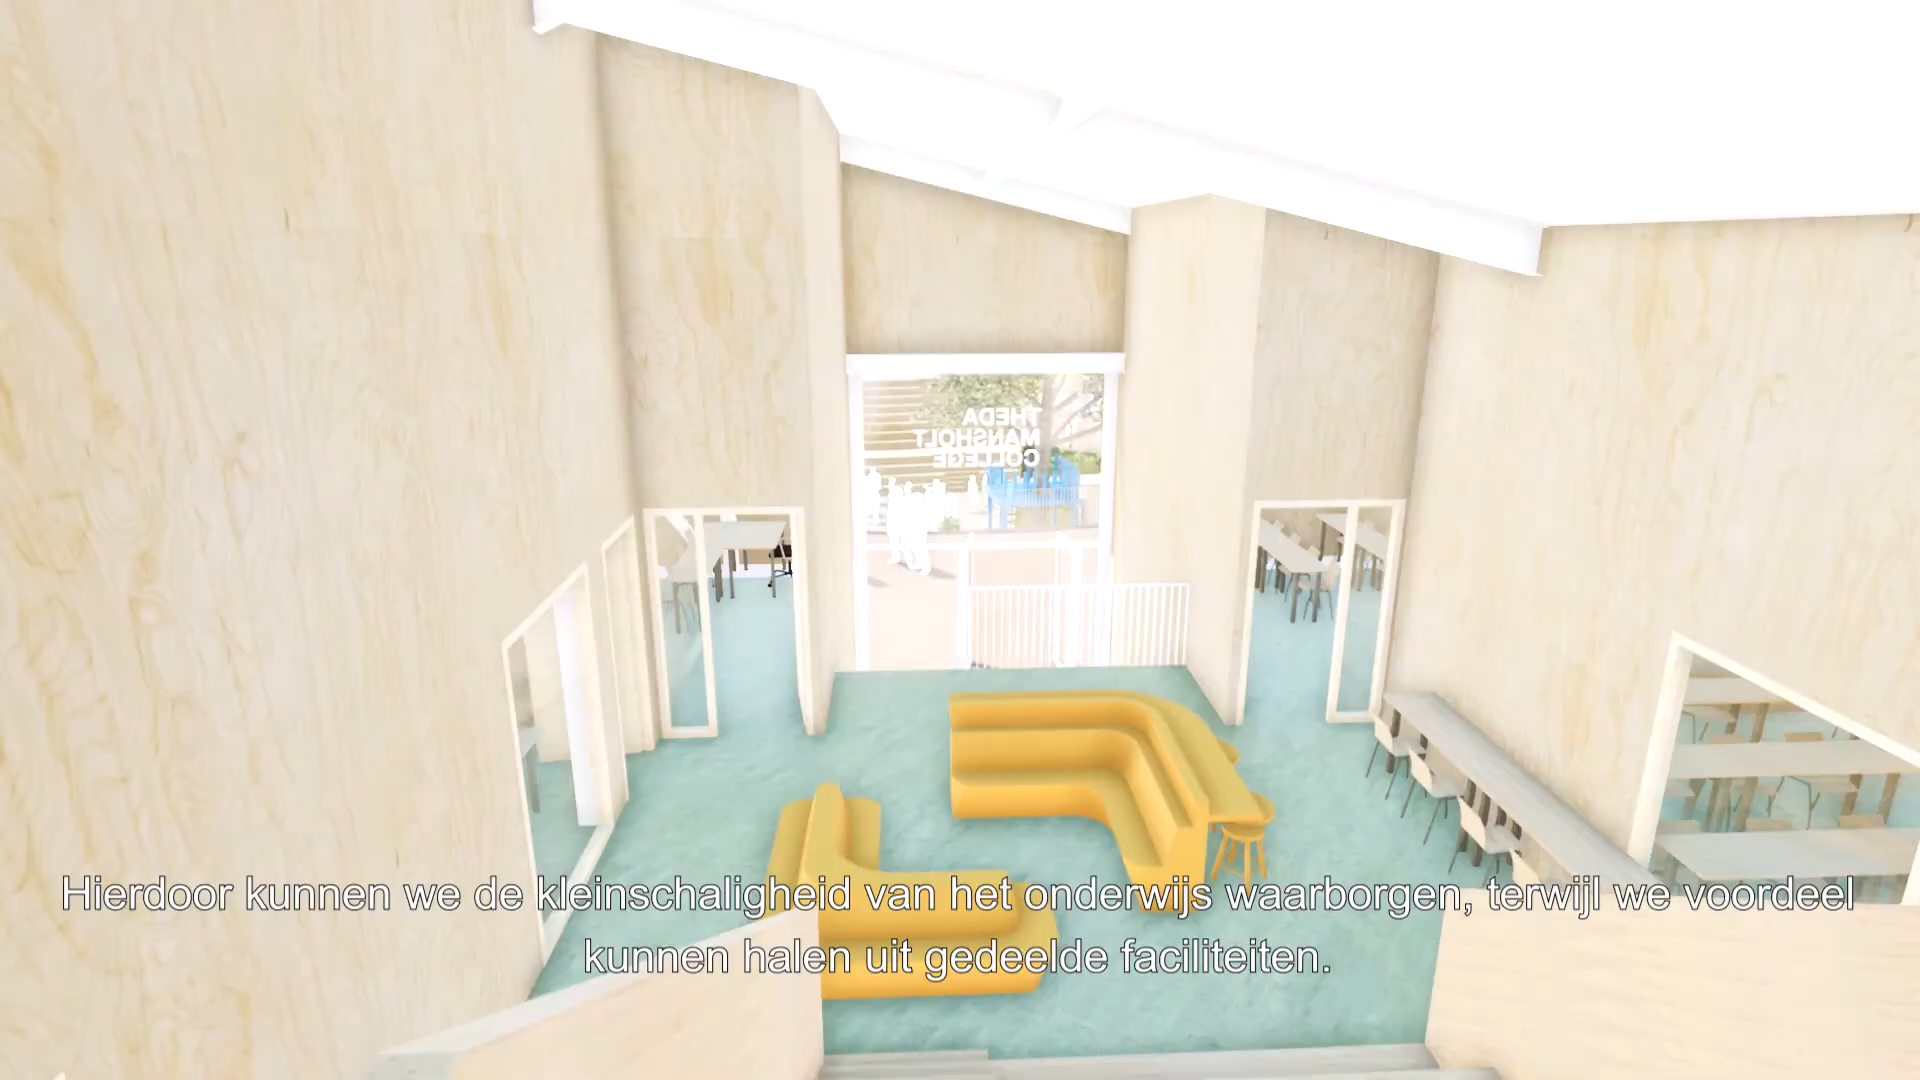 THEDA
MANSHOLT
COLLEGE
Hierdoor kunnen we de kleinschaligheid van het onderwijs waarborgen, terwijl we voordeel
kunnen halen uit gedeelde faciliteiten.